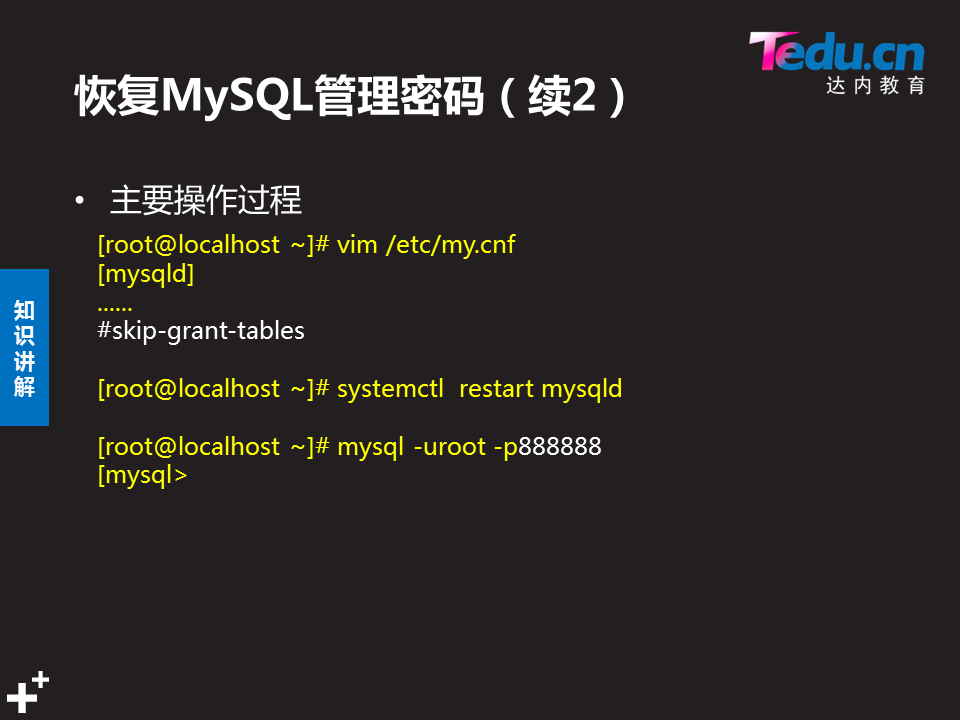 Tedu.cn
达内教育
恢复MySQL管理密码（续2）
• 主要操作过程
[root@localhost ~]# vim /etc/my.cnf
[mysqld]
......
#skip-grant-tables
[root@localhost ~]# systemctl  restart mysqld
[root@localhost ~]# mysql -uroot -p888888
[mysql>
知
识
讲
解